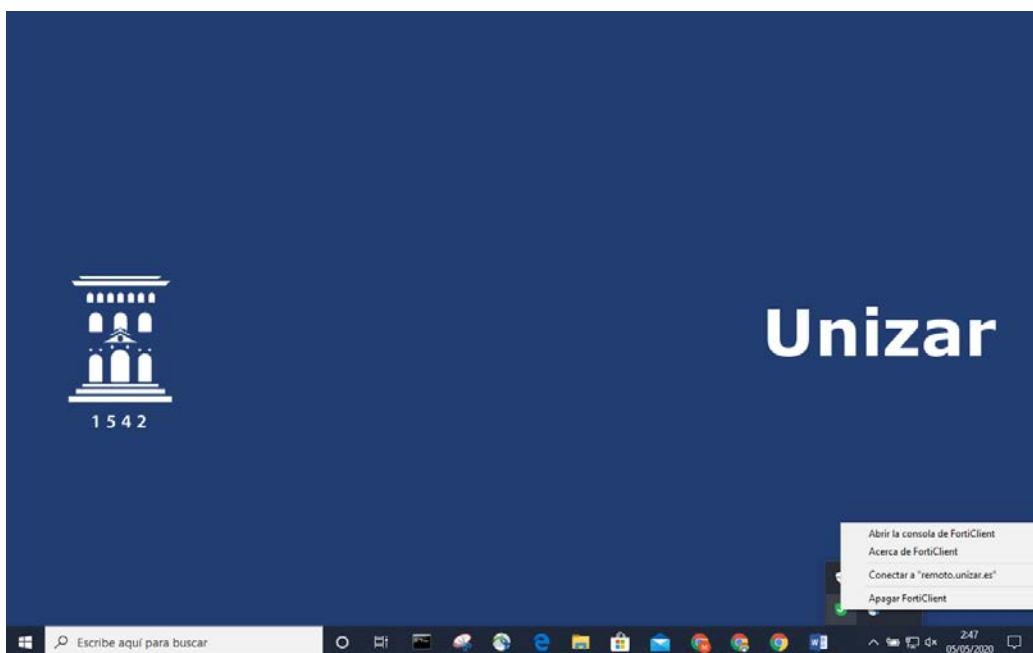 Unizar
1542
Abrir la consola de FortiClient
Acerca de FortiClient
Conectar a "remoto.unizar.es"
Apagar FortiClient
Escribe aquí para buscar
2:47
05/05/2020